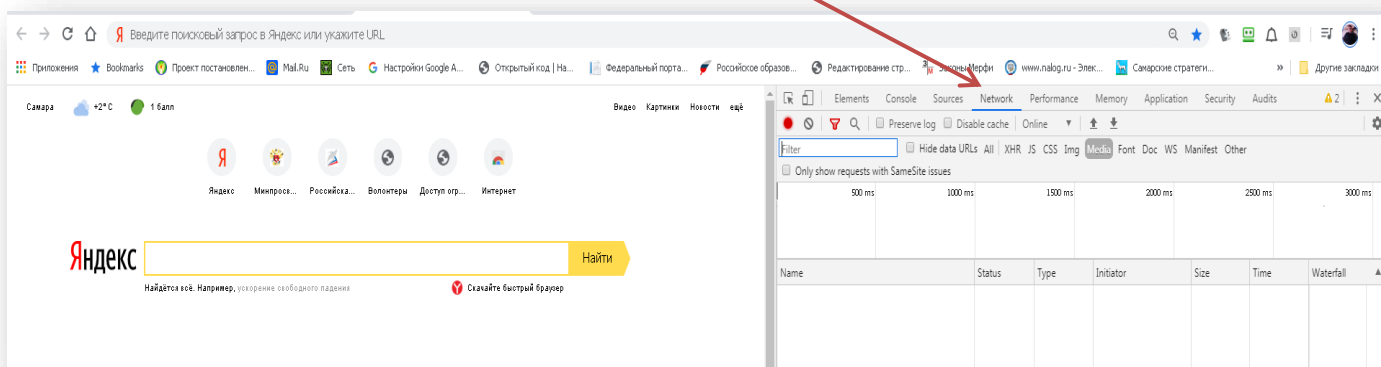 Я Введите поисковый запрос в Яндекс или укажите URL
Приложения Bookmarks Проект постановлен... Mail.Ru Сеть Настройки Google A... Открытый код | На... Федеральный порта... Российское образов... Редактирование стр... Законы Мерфи www.nalog.ru - Элек... Самарские стратеги... » Другие закладки
Самара +2° C 1 балл Видео Картинки Новости ещё
Я
Яндекс Минпросв... Российска... Волонтеры Доступ огр... Интернет
Яндекс Найти
Найдётся всё. Например, ускорение свободного падения Скачайте быстрый браузер
Elements Console Sources Network Performance Memory Application Security Audits 2
Preserve log Disable cache Online
Filter Hide data URLs All XHR JS CSS Img Media Font Doc WS Manifest Other
Only show requests with SameSite issues
500 ms 1000 ms 1500 ms 2000 ms 2500 ms 3000 ms
Name Status Type Initiator Size Time Waterfall